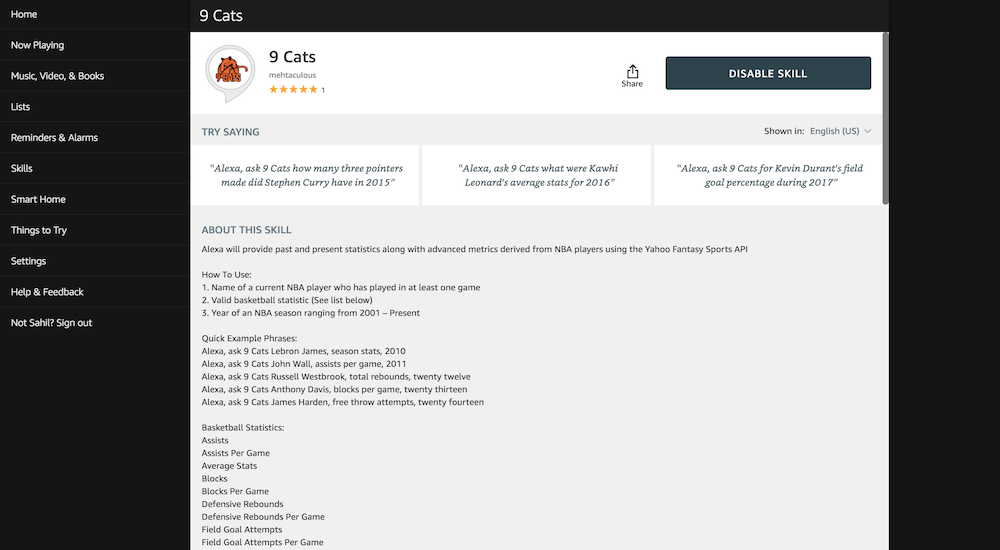 Home
Now Playing
Music, Video, & Books
Lists
Reminders & Alarms
Skills
Smart Home
Things to Try
Settings
Help & Feedback
Not Sahil? Sign out
9 Cats
9 Cats
mehtaculous
1
Share
DISABLE SKILL
TRY SAYING
Shown in: English (US)
"Alexa, ask 9 Cats how many three pointers
made did Stephen Curry have in 2015"
"Alexa, ask 9 Cats what were Kawhi
Leonard's average stats for 2016"
"Alexa, ask 9 Cats for Kevin Durant's field
goal percentage during 2017"
ABOUT THIS SKILL
Alexa will provide past and present statistics along with advanced metrics derived from NBA players using the Yahoo Fantasy Sports API
How To Use:
1. Name of a current NBA player who has played in at least one game
2. Valid basketball statistic (See list below)
3. Year of an NBA season ranging from 2001 – Present
Quick Example Phrases:
Alexa, ask 9 Cats Lebron James, season stats, 2010
Alexa, ask 9 Cats John Wall, assists per game, 2011
Alexa, ask 9 Cats Russell Westbrook, total rebounds, twenty twelve
Alexa, ask 9 Cats Anthony Davis, blocks per game, twenty thirteen
Alexa, ask 9 Cats James Harden, free throw attempts, twenty fourteen
Basketball Statistics:
Assists
Assists Per Game
Average Stats
Blocks
Blocks Per Game
Defensive Rebounds
Defensive Rebounds Per Game
Field Goal Attempts
Field Goal Attempts Per Game